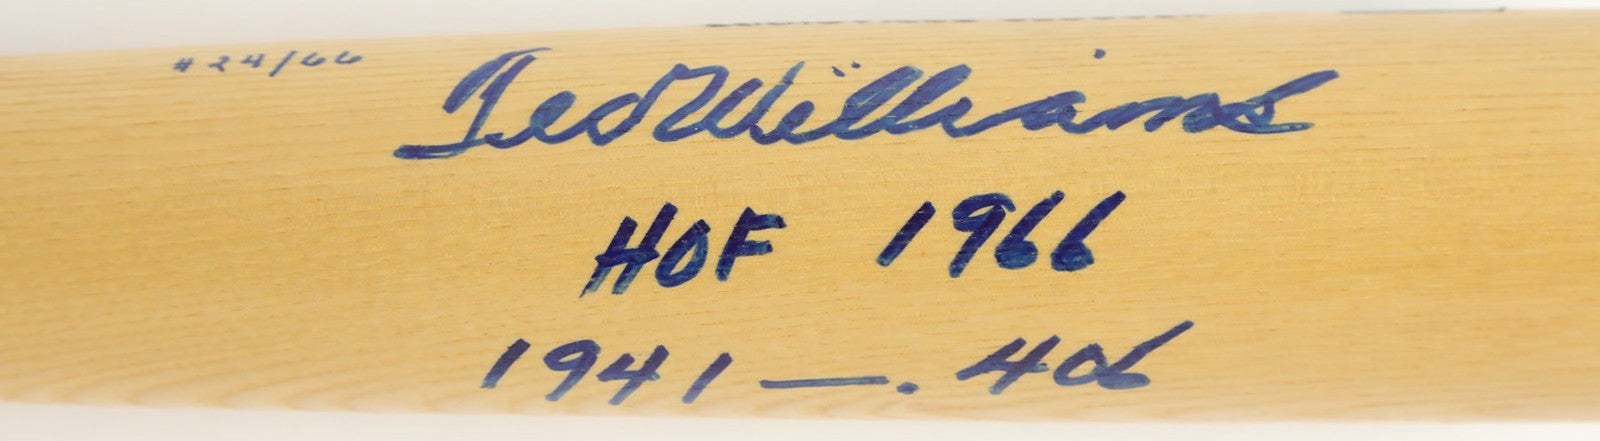 #24/66
Ted Williams
HOF 1966
1941 — .406